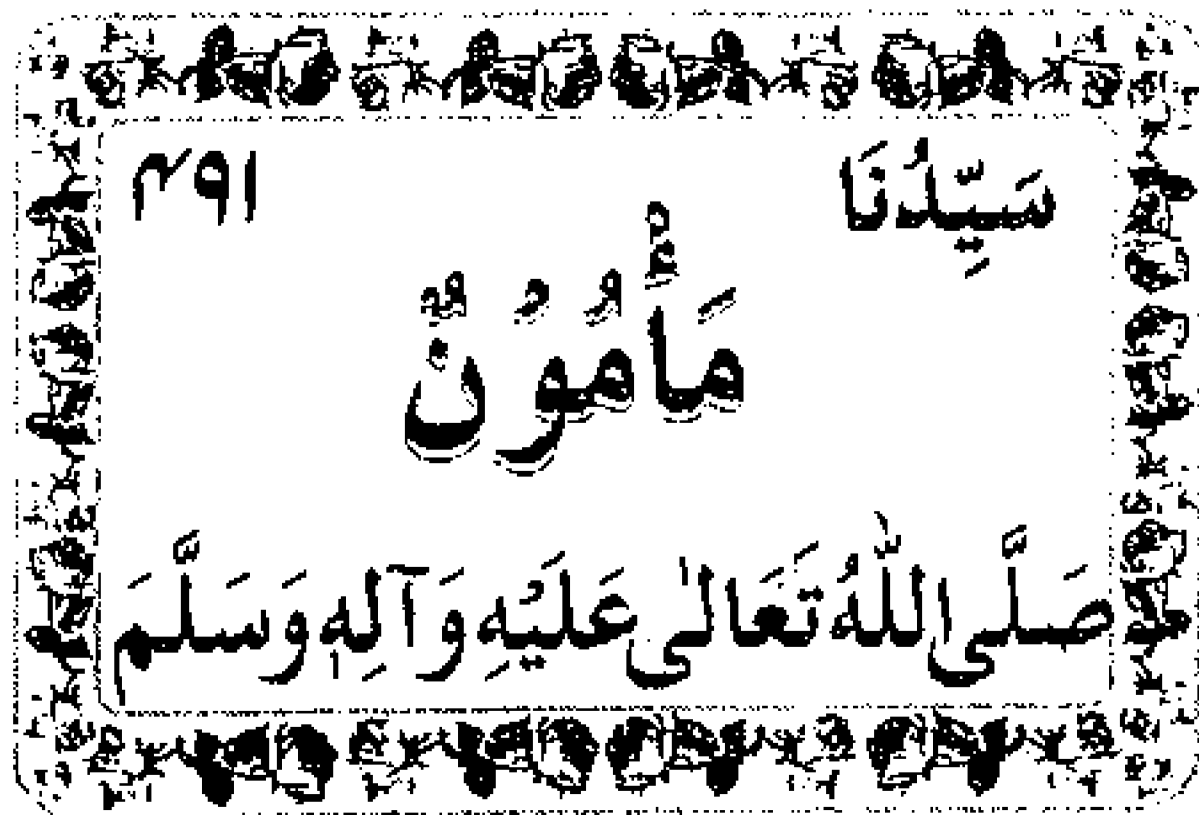 سَيِّدُنَا ۴۹۱
مَأْمُوْنٌ
صَلَّى اللّٰهُ تَعَالٰى عَلَيْهِ وَآلِهٖ وَسَلَّمَ